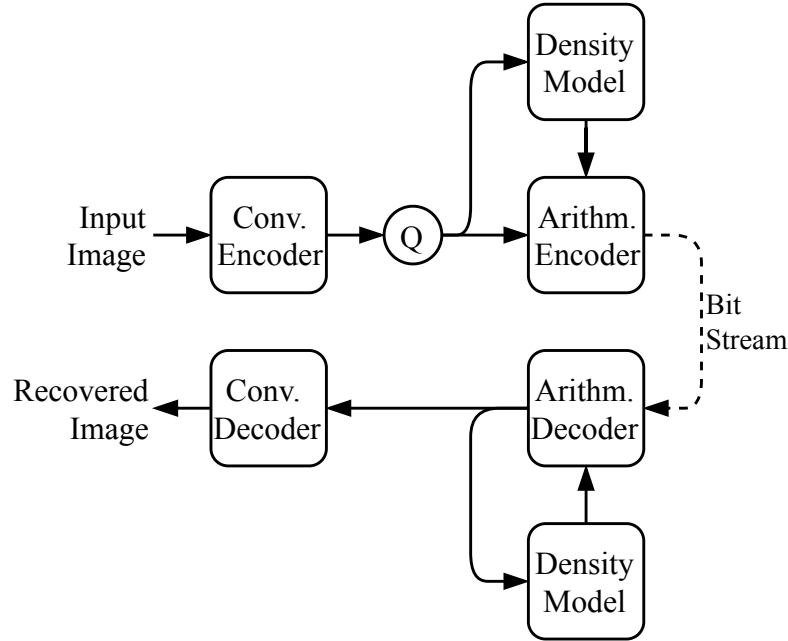 Density
Model
Input
Image
Conv.
Encoder
Q
Arithm.
Encoder
Bit
Stream
Recovered
Image
Conv.
Decoder
Arithm.
Decoder
Density
Model